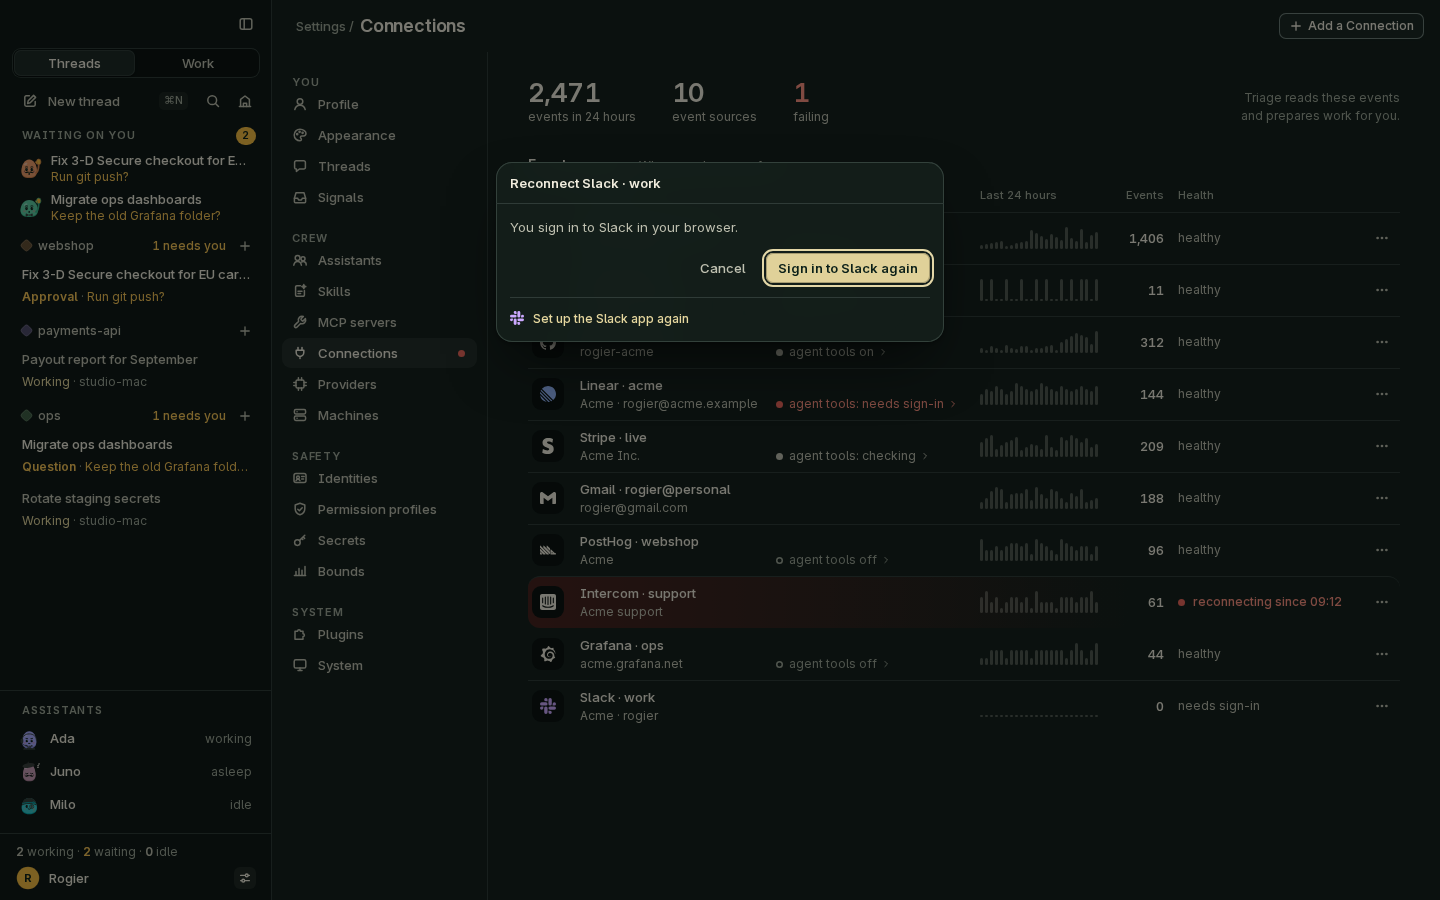 Threads Work
New thread ⌘N
WAITING ON YOU 2
Fix 3-D Secure checkout for E...
Run git push?
Migrate ops dashboards
Keep the old Grafana folder?
webshop 1 needs you
Fix 3-D Secure checkout for EU car...
Approval · Run git push?
payments-api
Payout report for September
Working · studio-mac
ops 1 needs you
Migrate ops dashboards
Question · Keep the old Grafana fold...
Rotate staging secrets
Working · studio-mac
ASSISTANTS
Ada working
Juno asleep
Milo idle
2 working · 2 waiting · 0 idle
R Rogier
Settings / Connections
Add a Connection
YOU
Profile
Appearance
Threads
Signals
CREW
Assistants
Skills
MCP servers
Connections
Providers
Machines
SAFETY
Identities
Permission profiles
Secrets
Bounds
SYSTEM
Plugins
System
2,471 10 1
events in 24 hours event sources failing
Triage reads these events
and prepares work for you.
Last 24 hours Events Health
Reconnect Slack · work
You sign in to Slack in your browser.
Cancel Sign in to Slack again
Set up the Slack app again
1,406 healthy
11 healthy
312 healthy
rogier-acme agent tools on
Linear · acme
Acme · rogier@acme.example agent tools: needs sign-in 144 healthy
Stripe · live
Acme Inc. agent tools: checking 209 healthy
Gmail · rogier@personal
rogier@gmail.com 188 healthy
PostHog · webshop
Acme agent tools off 96 healthy
Intercom · support
Acme support 61 reconnecting since 09:12
Grafana · ops
acme.grafana.net agent tools off 44 healthy
Slack · work
Acme · rogier 0 needs sign-in